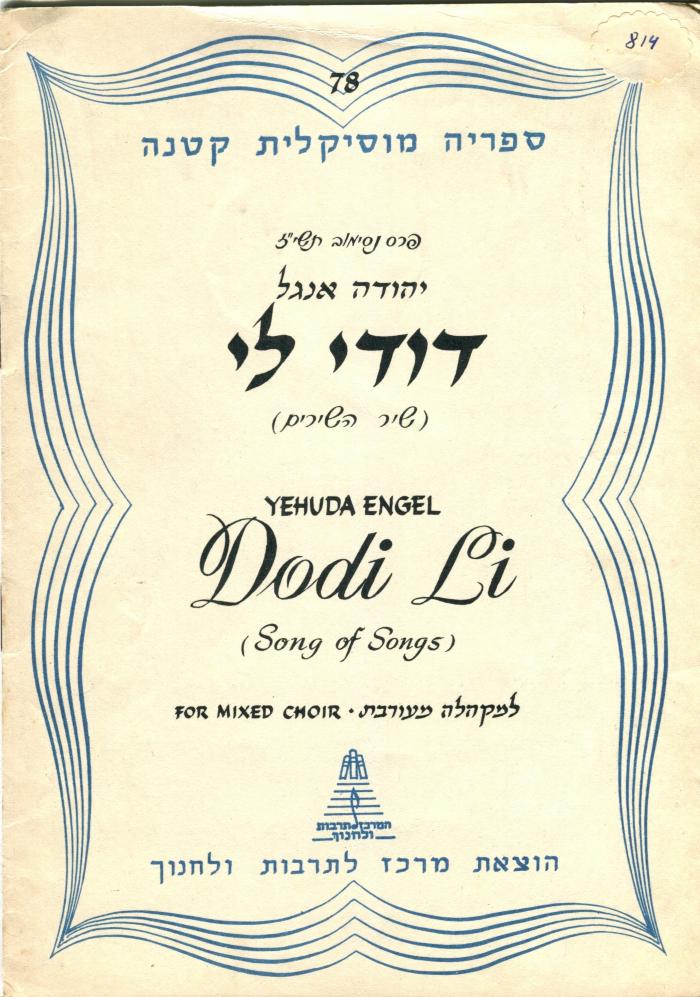 814
78
ספריה מוסיקלית קטנה
פרס נסימוב תשי"ז
יהודה אנגל
דודי לי
(שיר השירים)
YEHUDA ENGEL
Dodi Li
(Song of Songs)
FOR MIXED CHOIR · למקהלה מעורבת
המרכז לתרבות
ולחנוך
הוצאת מרכז לתרבות ולחנוך